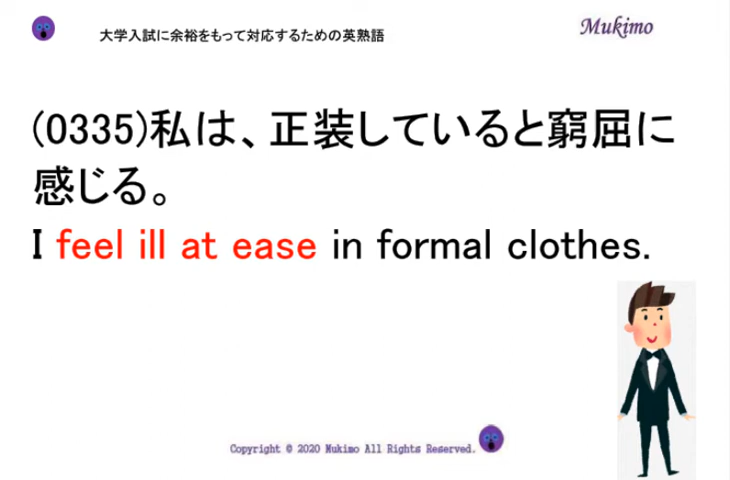 大学入試に余裕をもって対応するための英熟語
Mukimo
(0335)私は、正装していると窮屈に
感じる。
I feel ill at ease in formal clothes.
Copyright © 2020 Mukimo All Rights Reserved.